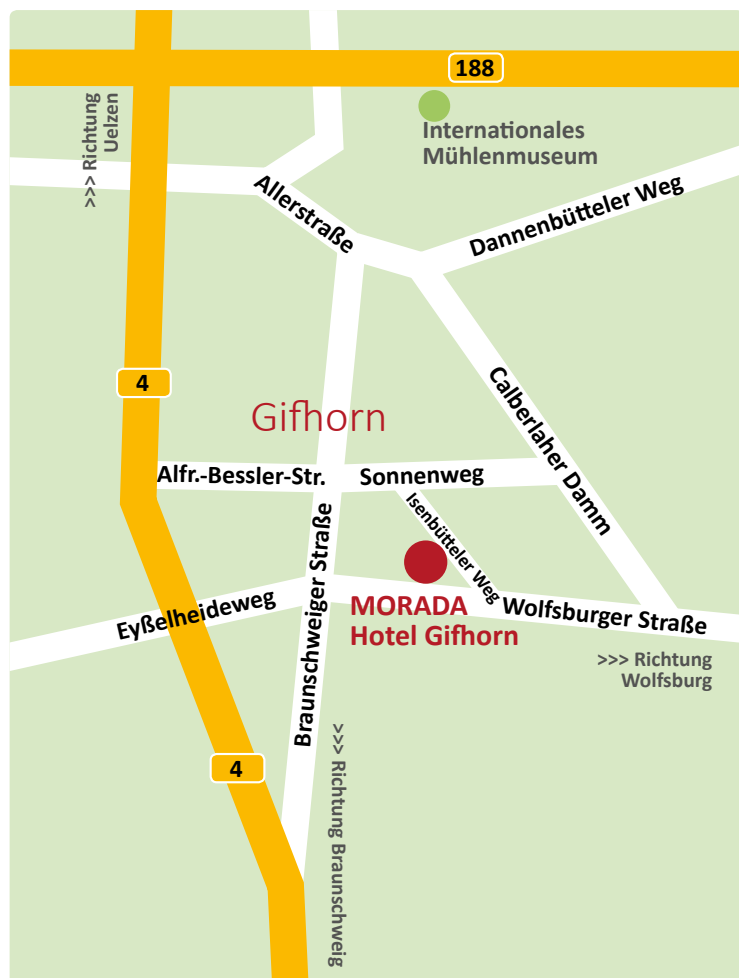 188
>>> Richtung
Uelzen
Internationales
Mühlenmuseum
Allerstraße
Dannenbütteler Weg
4
Calberlaher Damm
Gifhorn
Alfr.-Bessler-Str.
Sonnenweg
Isenbütteler Weg
Braunschweiger Straße
Eyßelheideweg
MORADA
Hotel Gifhorn
Wolfsburger Straße
>>> Richtung
Wolfsburg
4
>>> Richtung Braunschweig